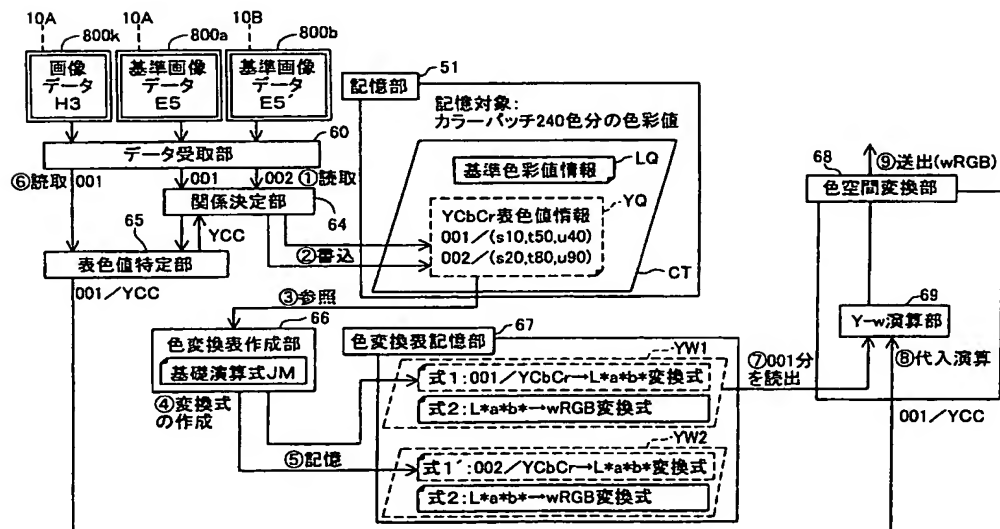 10A
800k
10A
800a
10B
800b
画像
データ
H3
基準画像
データ
E5
基準画像
データ
E5´
60
データ受取部
⑥読取
001
001
002
①読取
関係決定部
64
65
YCC
表色値特定部
001/YCC
②書込
51
記憶部
記憶対象:
カラーパッチ240色分の色彩値
LQ
基準色彩値情報
YQ
YCbCr表色値情報
001/(s10,t50,u40)
002/(s20,t80,u90)
CT
③参照
66
色変換表作成部
基礎演算式JM
④変換式
の作成
⑤記憶
67
色変換表記憶部
YW1
式1:001/YCbCr→L*a*b*変換式
式2:L*a*b*→wRGB変換式
YW2
式1´:002/YCbCr→L*a*b*変換式
式2:L*a*b*→wRGB変換式
⑦001分
を読出
68
⑨送出(wRGB)
色空間変換部
69
Y-w演算部
⑧代入演算
001/YCC